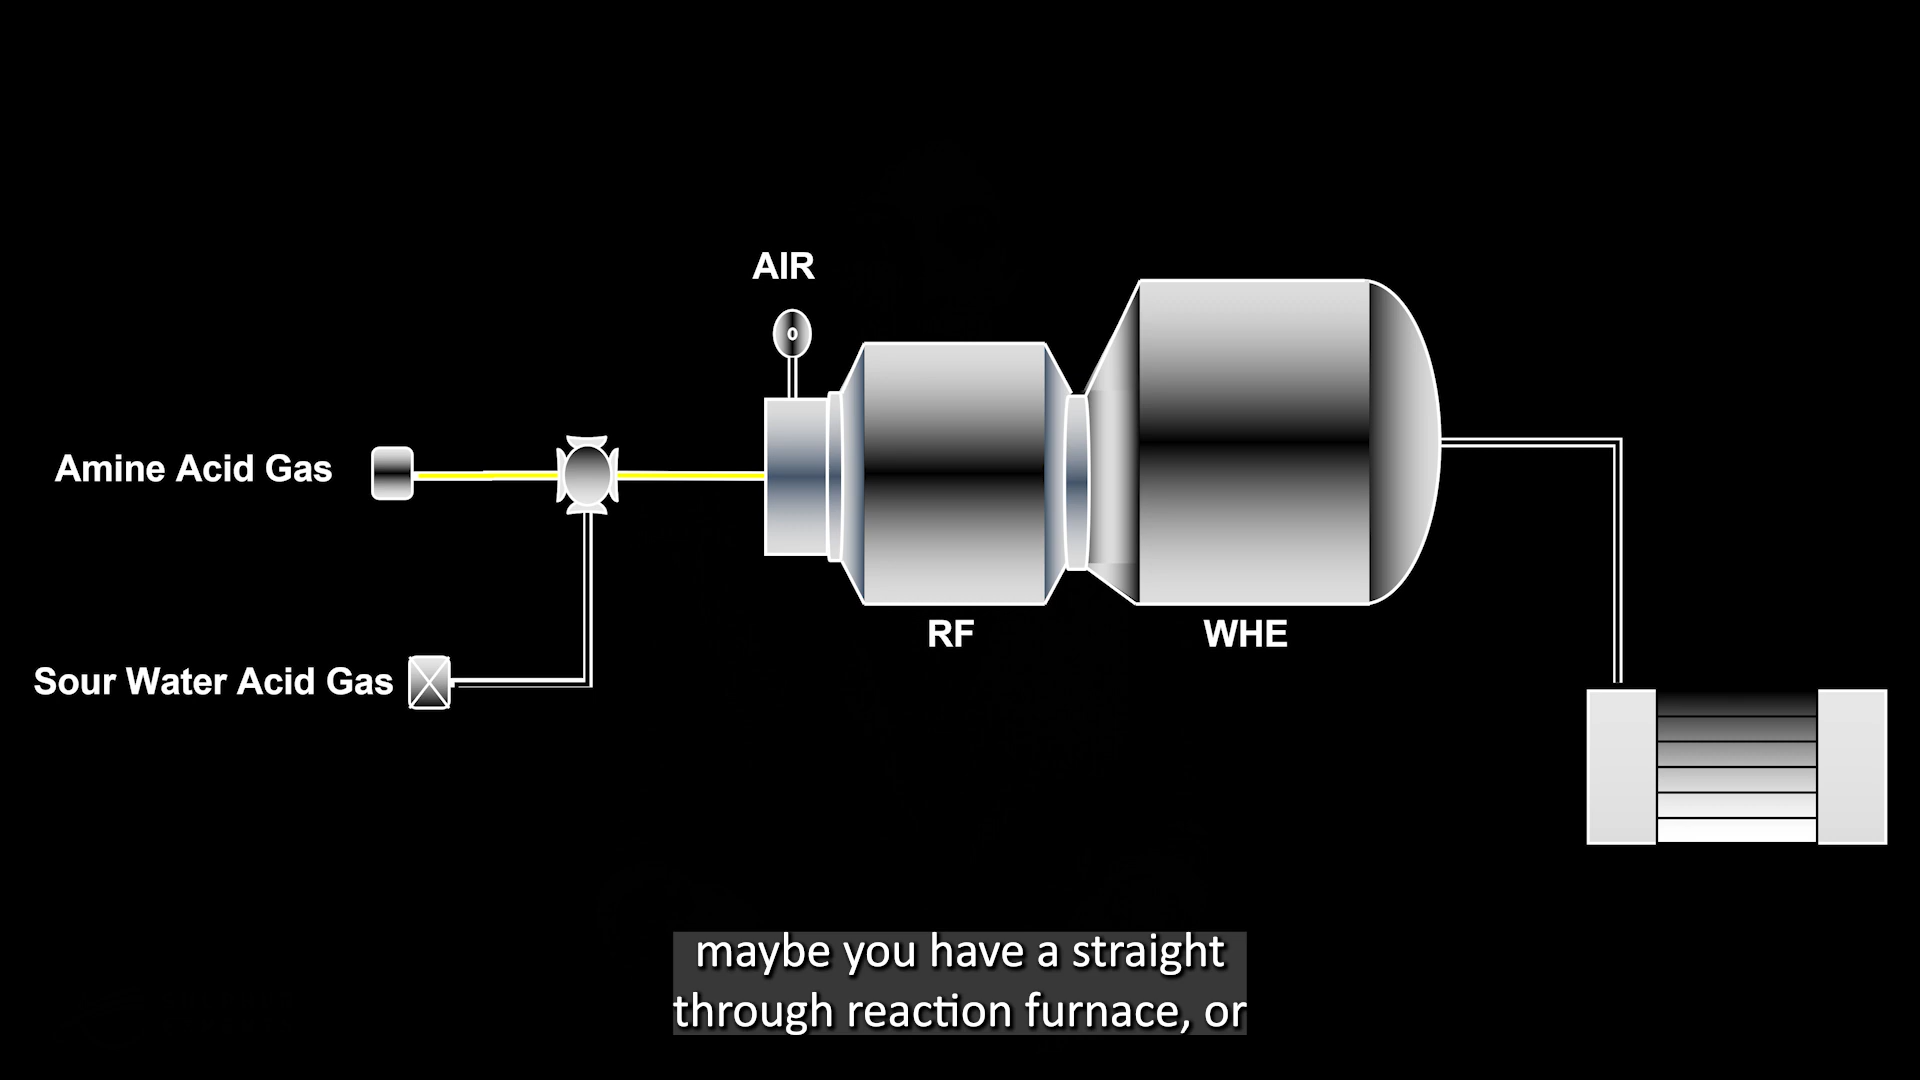 AIR
Amine Acid Gas
RF
WHE
Sour Water Acid Gas
maybe you have a straight
through reaction furnace, or